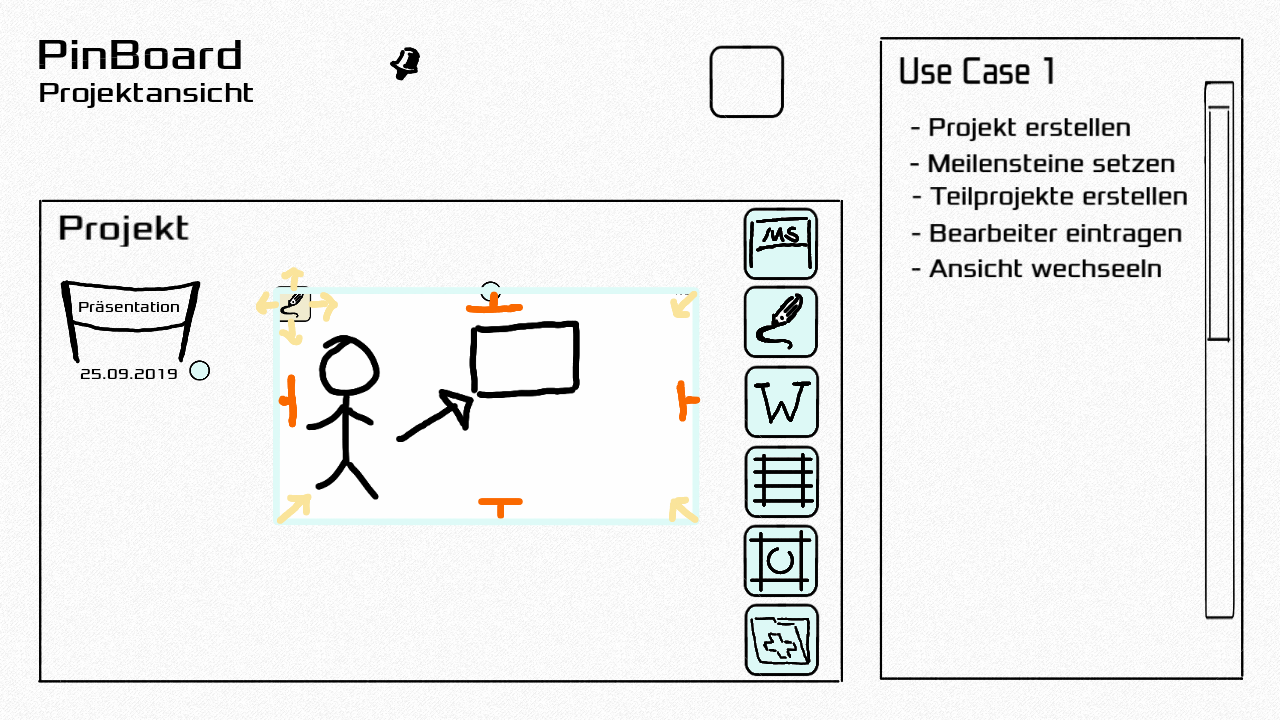 PinBoard
Projektansicht
Projekt
Präsentation
25.09.2019
MS
W
Use Case 1
- Projekt erstellen
- Meilensteine setzen
- Teilprojekte erstellen
- Bearbeiter eintragen
- Ansicht wechseeln